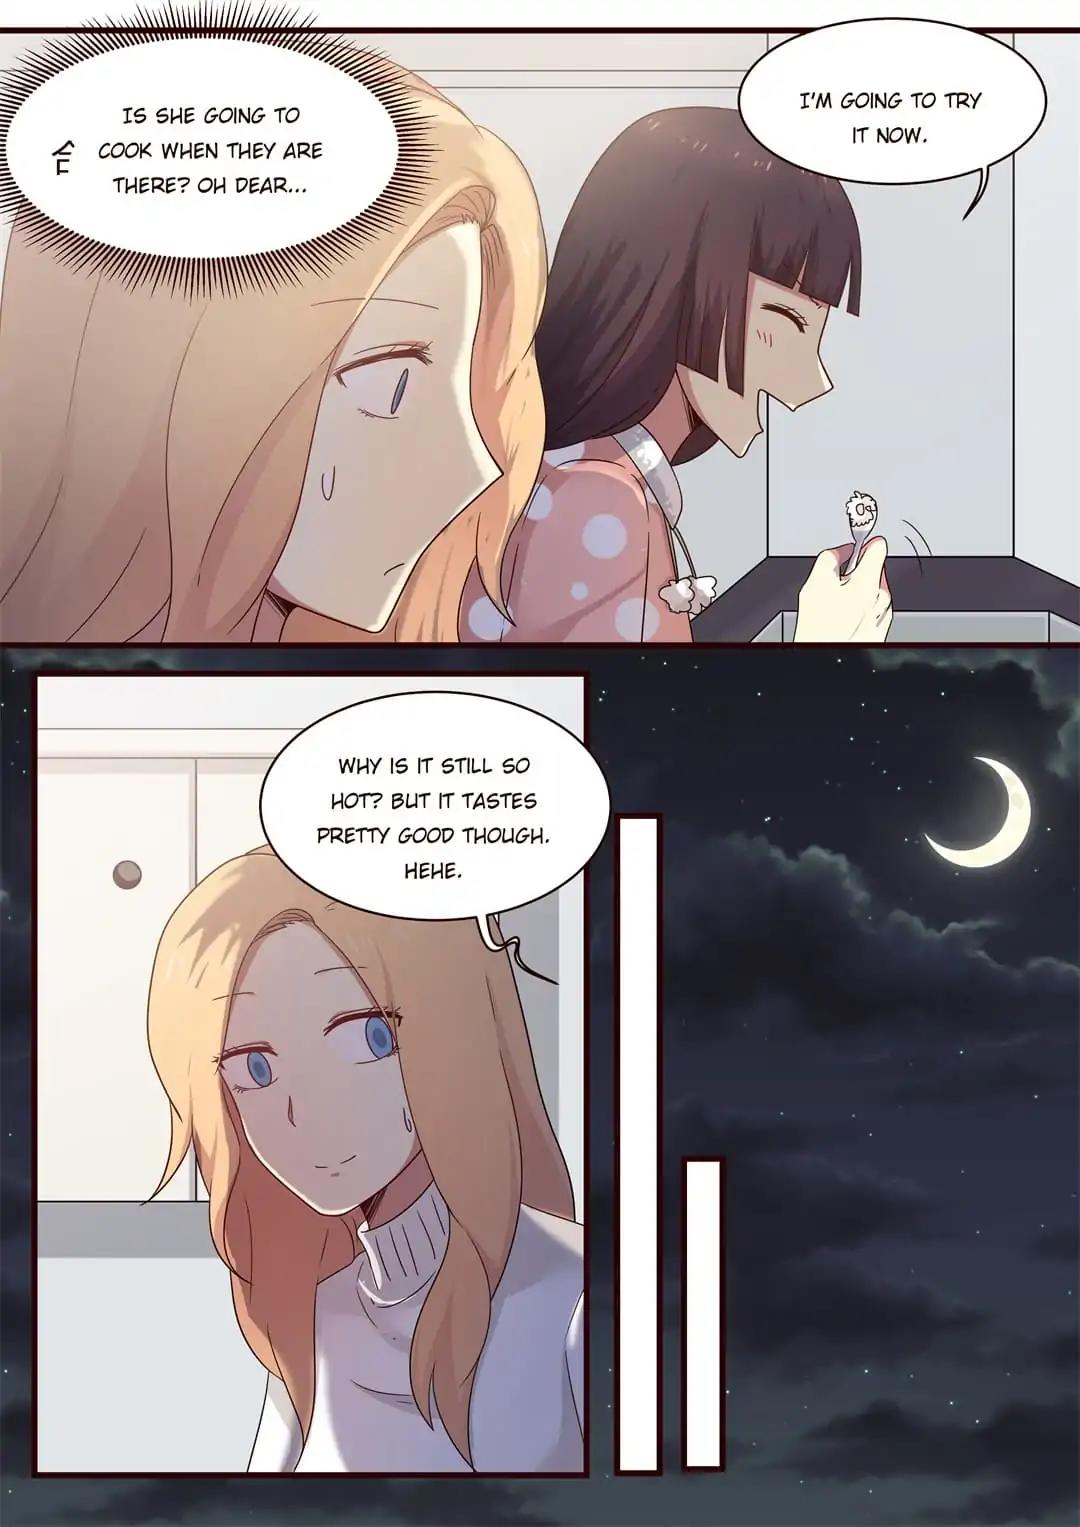 IS SHE GOING TO
COOK WHEN THEY ARE
THERE? OH DEAR...
I'M GOING TO TRY
IT NOW.
WHY IS IT STILL SO
HOT? BUT IT TASTES
PRETTY GOOD THOUGH.
HEHE.